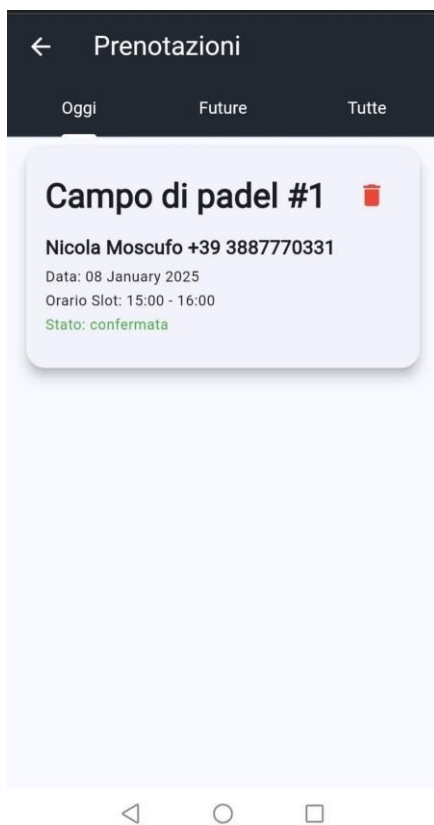 Prenotazioni
Oggi Future Tutte
Campo di padel #1
Nicola Moscufo +39 3887770331
Data: 08 January 2025
Orario Slot: 15:00 - 16:00
Stato: confermata